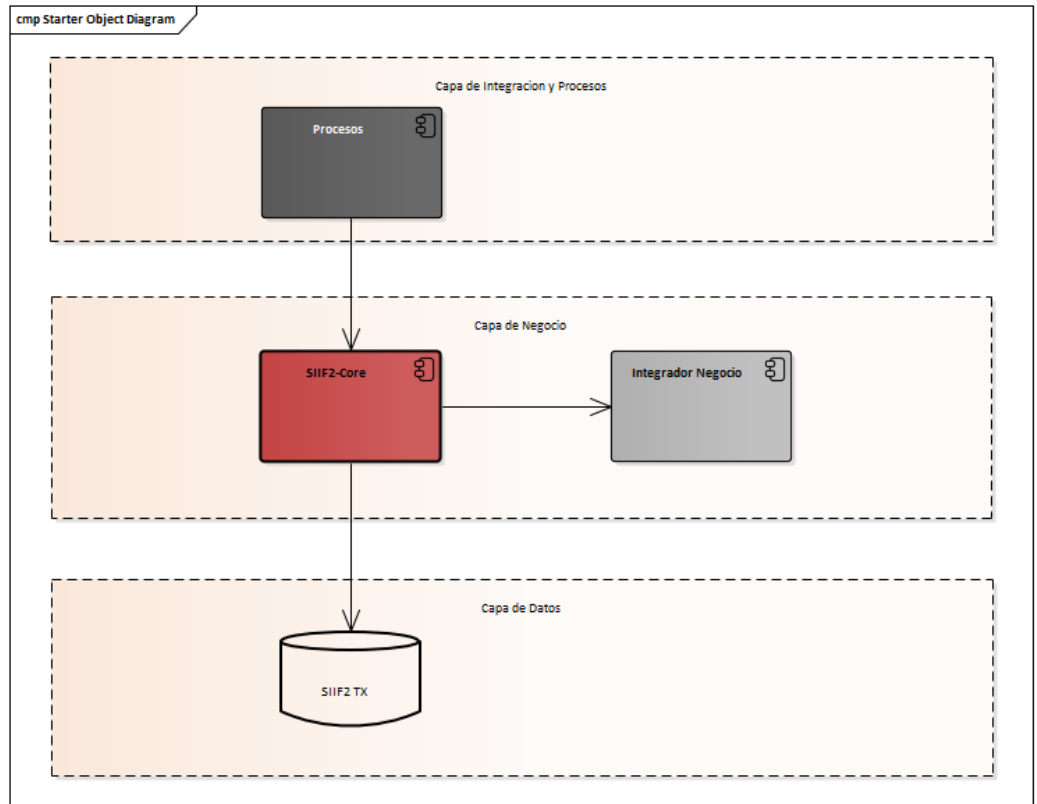 cmp Starter Object Diagram
Capa de Integracion y Procesos
Procesos
Capa de Negocio
SIIF2-Core
Integrador Negocio
Capa de Datos
SIIF2 TX